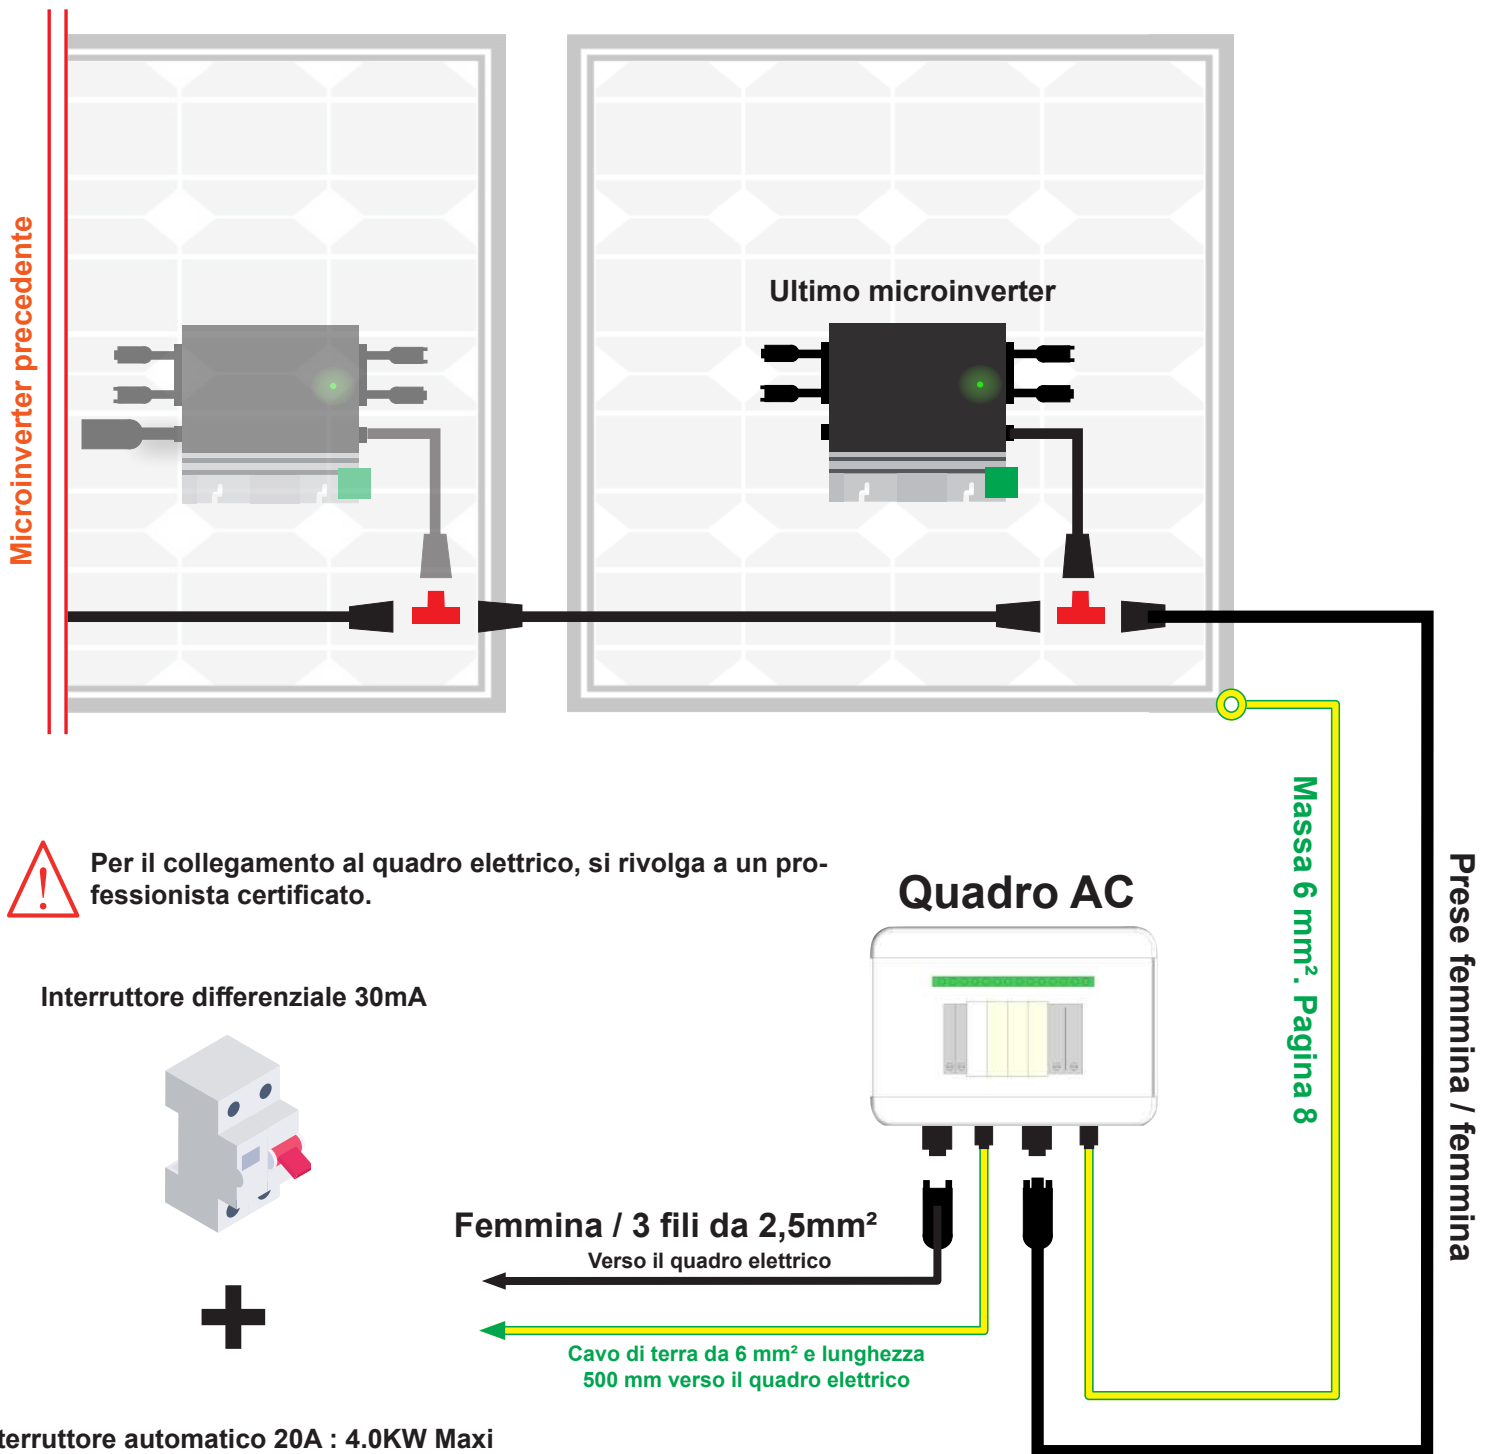 Microinverter precedente
Ultimo microinverter
Per il collegamento al quadro elettrico, si rivolga a un pro-
fessionista certificato.
Quadro AC
Massa 6 mm². Pagina 8
Prese femmina / femmina
Interruttore differenziale 30mA
Femmina / 3 fili da 2,5mm²
Verso il quadro elettrico
Cavo di terra da 6 mm² e lunghezza
500 mm verso il quadro elettrico
terruttore automatico 20A : 4.0KW Maxi